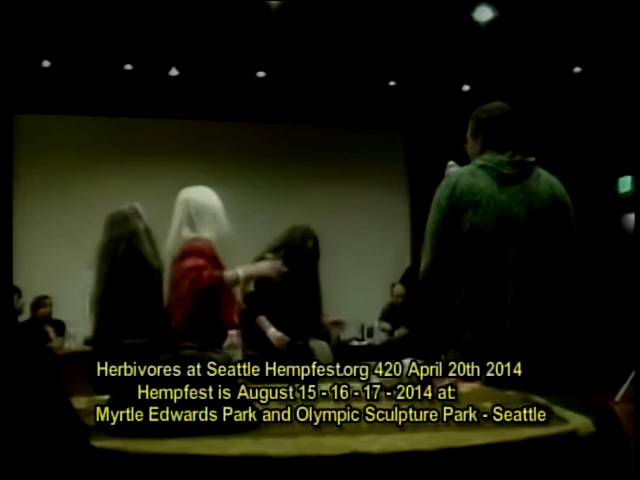 Herbivores at Seattle Hempfest.org 420 April 20th 2014
Hempfest is August 15 - 16 - 17 - 2014 at:
Myrtle Edwards Park and Olympic Sculpture Park - Seattle